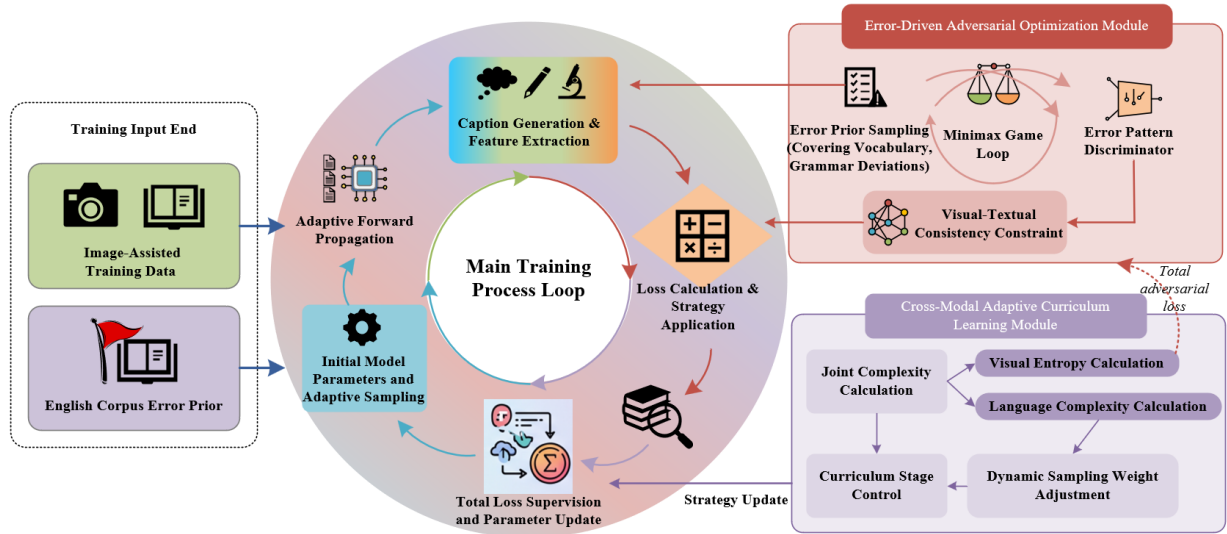 Training Input End
Image-Assisted
Training Data
English Corpus Error Prior
Caption Generation &
Feature Extraction
Adaptive Forward
Propagation
Main Training
Process Loop
Loss Calculation &
Strategy
Application
Initial Model
Parameters and
Adaptive Sampling
Total Loss Supervision
and Parameter Update
Strategy Update
Error-Driven Adversarial Optimization Module
Error Prior Sampling
(Covering Vocabulary,
Grammar Deviations)
Minimax Game
Loop
Error Pattern
Discriminator
Visual-Textual
Consistency Constraint
Total
adversarial
loss
Cross-Modal Adaptive Curriculum
Learning Module
Joint Complexity
Calculation
Visual Entropy Calculation
Language Complexity Calculation
Curriculum Stage
Control
Dynamic Sampling Weight
Adjustment